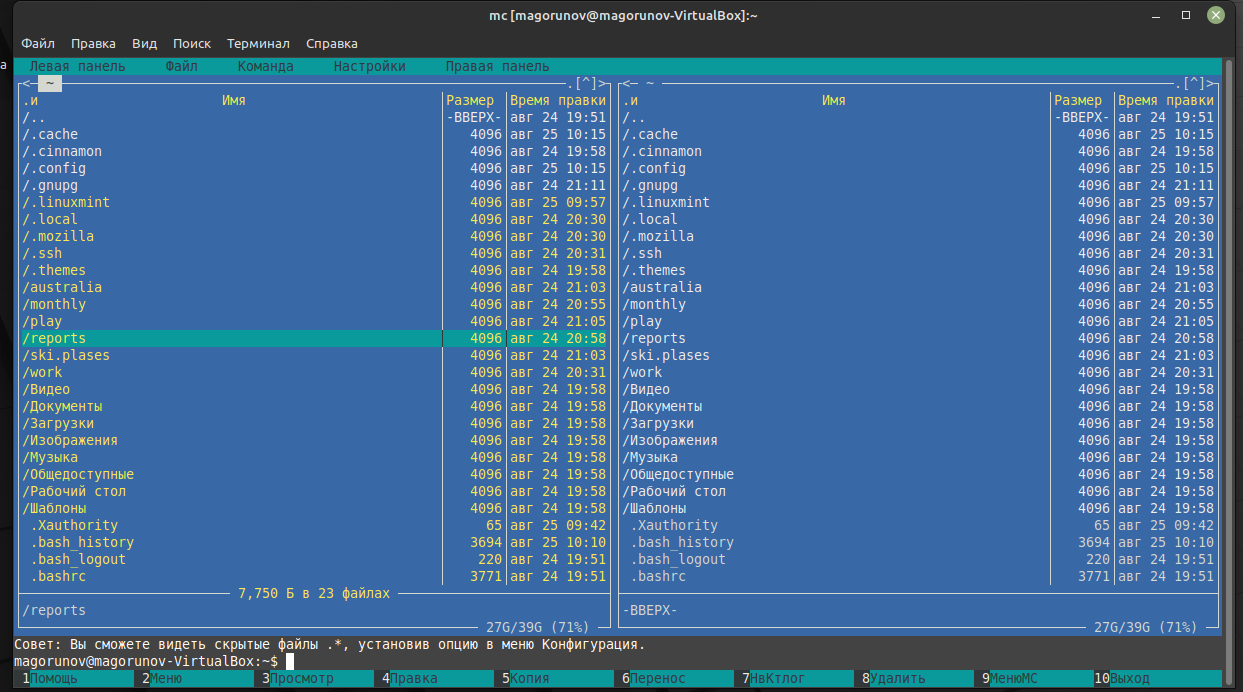 mc [magorunov@magorunov-VirtualBox]:~
Файл Правка Вид Поиск Терминал Справка
а
Левая панель Файл Команда Настройки Правая панель
<─ ~ ─.[^]>
.и Имя Размер Время правки
/.. -ВВЕРХ- авг 24 19:51
/.cache 4096 авг 25 10:15
/.cinnamon 4096 авг 24 19:58
/.config 4096 авг 25 10:15
/.gnupg 4096 авг 24 21:11
/.linuxmint 4096 авг 25 09:57
/.local 4096 авг 24 20:30
/.mozilla 4096 авг 24 20:30
/.ssh 4096 авг 24 20:31
/.themes 4096 авг 24 19:58
/australia 4096 авг 24 21:03
/monthly 4096 авг 24 20:55
/play 4096 авг 24 21:05
/reports 4096 авг 24 20:58
/ski.plases 4096 авг 24 21:03
/work 4096 авг 24 20:31
/Видео 4096 авг 24 19:58
/Документы 4096 авг 24 19:58
/Загрузки 4096 авг 24 19:58
/Изображения 4096 авг 24 19:58
/Музыка 4096 авг 24 19:58
/Общедоступные 4096 авг 24 19:58
/Рабочий стол 4096 авг 24 19:58
/Шаблоны 4096 авг 24 19:58
.Xauthority 65 авг 25 09:42
.bash_history 3694 авг 25 10:10
.bash_logout 220 авг 24 19:51
.bashrc 3771 авг 24 19:51
7,750 Б в 23 файлах
/reports
27G/39G (71%)
<─ ~ ─.[^]>
.и Имя Размер Время правки
/.. -ВВЕРХ- авг 24 19:51
/.cache 4096 авг 25 10:15
/.cinnamon 4096 авг 24 19:58
/.config 4096 авг 25 10:15
/.gnupg 4096 авг 24 21:11
/.linuxmint 4096 авг 25 09:57
/.local 4096 авг 24 20:30
/.mozilla 4096 авг 24 20:30
/.ssh 4096 авг 24 20:31
/.themes 4096 авг 24 19:58
/australia 4096 авг 24 21:03
/monthly 4096 авг 24 20:55
/play 4096 авг 24 21:05
/reports 4096 авг 24 20:58
/ski.plases 4096 авг 24 21:03
/work 4096 авг 24 20:31
/Видео 4096 авг 24 19:58
/Документы 4096 авг 24 19:58
/Загрузки 4096 авг 24 19:58
/Изображения 4096 авг 24 19:58
/Музыка 4096 авг 24 19:58
/Общедоступные 4096 авг 24 19:58
/Рабочий стол 4096 авг 24 19:58
/Шаблоны 4096 авг 24 19:58
.Xauthority 65 авг 25 09:42
.bash_history 3694 авг 25 10:10
.bash_logout 220 авг 24 19:51
.bashrc 3771 авг 24 19:51
-ВВЕРХ-
27G/39G (71%)
Совет: Вы сможете видеть скрытые файлы .*, установив опцию в меню Конфигурация.
magorunov@magorunov-VirtualBox:~$
1Помощь 2Меню 3Просмотр 4Правка 5Копия 6Перенос 7НвКтлог 8Удалить 9МенюМС 10Выход